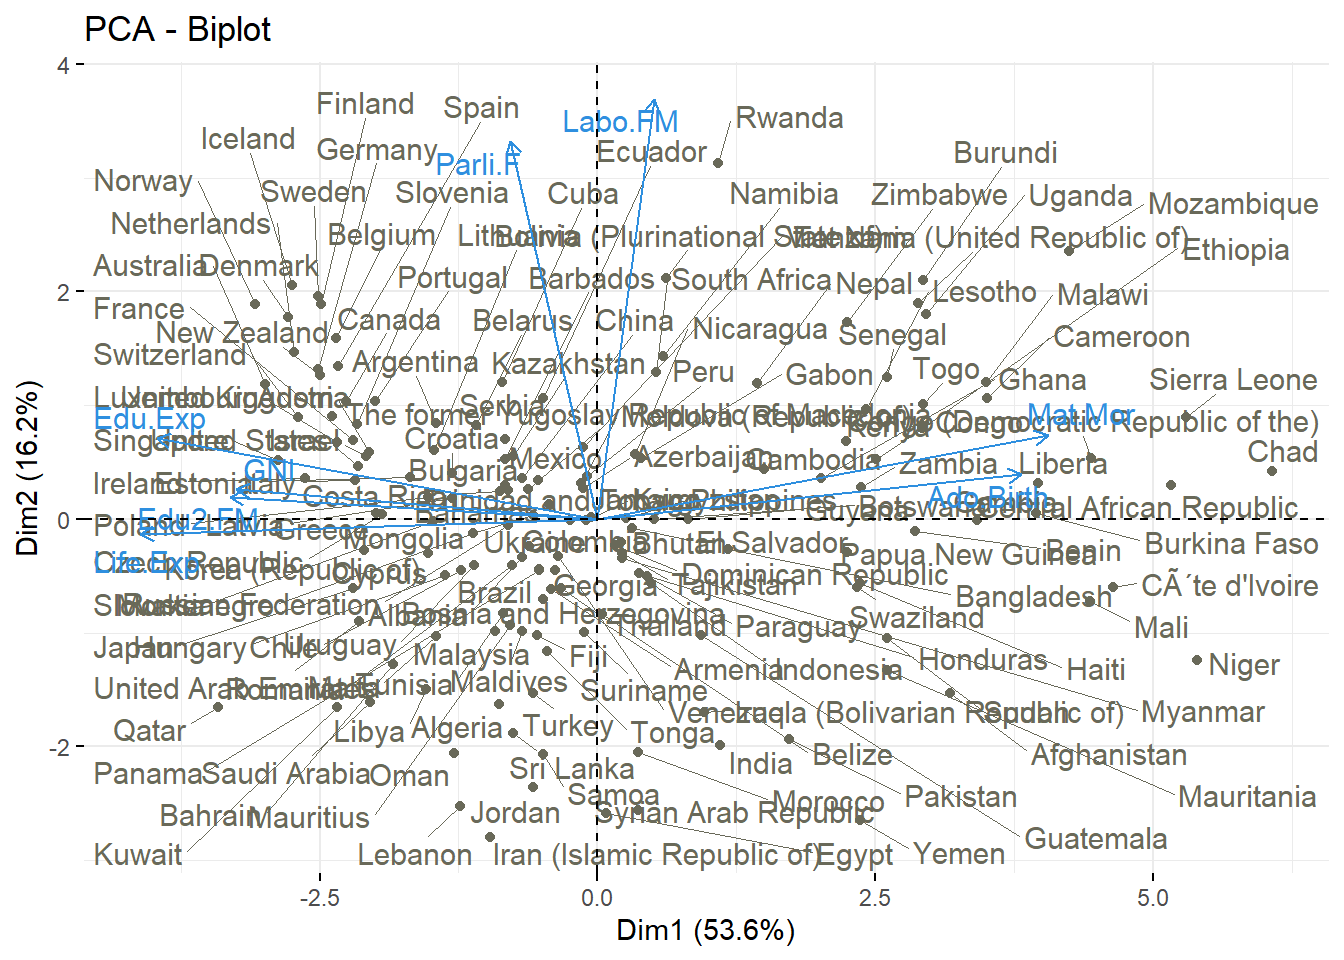 PCA - Biplot
4
Finland
Spain
Iceland
Labo.FM
Rwanda
Germany
Parli.F
Ecuador
Burundi
Norway
Sweden
Slovenia
Cuba
Namibia
Zimbabwe
Uganda
Mozambique
Netherlands
Belgium
Lithuania
Bolivia (Plurinational State of)
Viet Nam
Tanzania (United Republic of)
Ethiopia
Australia
Denmark
Portugal
Barbados
South Africa
Nepal
Lesotho
Malawi
2
France
New Zealand
Canada
Belarus
China
Nicaragua
Senegal
Cameroon
Switzerland
Argentina
Kazakhstan
Peru
Gabon
Togo
Ghana
Sierra Leone
Luxembourg
United Kingdom
Austria
Serbia
Edu.Exp
The former Yugoslav Republic of Macedonia
Moldova (Republic of)
Kenya
Congo
Congo (Democratic Republic of the)
Mat.Mor
Singapore
United States
Israel
Croatia
Mexico
Azerbaijan
Cambodia
Zambia
Liberia
Chad
GNI
Bulgaria
Ireland
Estonia
Italy
Costa Rica
Trinidad and Tobago
Kyrgyzstan
Philippines
Guyana
Botswana
Ado.Birth
Gambia
Central African Republic
0
Poland
Edu2.FM
Latvia
Greece
Bahamas
Mongolia
Ukraine
Colombia
Bhutan
El Salvador
Papua New Guinea
Benin
Burkina Faso
Life.Exp
Czech Republic
Korea (Republic of)
Cyprus
Brazil
Georgia
Dominican Republic
Tajikistan
Bangladesh
CÃ´te d'Ivoire
Slovakia
Montenegro
Russian Federation
Albania
Bosnia and Herzegovina
Thailand
Paraguay
Swaziland
Mali
Japan
Hungary
Chile
Uruguay
Malaysia
Fiji
Armenia
Indonesia
Honduras
Haiti
Niger
United Arab Emirates
Romania
Malta
Tunisia
Maldives
Suriname
Venezuela (Bolivarian Republic of)
Iraq
Sudan
Myanmar
Qatar
Libya
Algeria
Turkey
Tonga
India
Belize
Afghanistan
-2
Panama
Saudi Arabia
Oman
Sri Lanka
Samoa
Morocco
Pakistan
Mauritania
Bahrain
Mauritius
Jordan
Syrian Arab Republic
Guatemala
Kuwait
Lebanon
Iran (Islamic Republic of)
Egypt
Yemen
-2.5
0.0
2.5
5.0
Dim1 (53.6%)
Dim2 (16.2%)